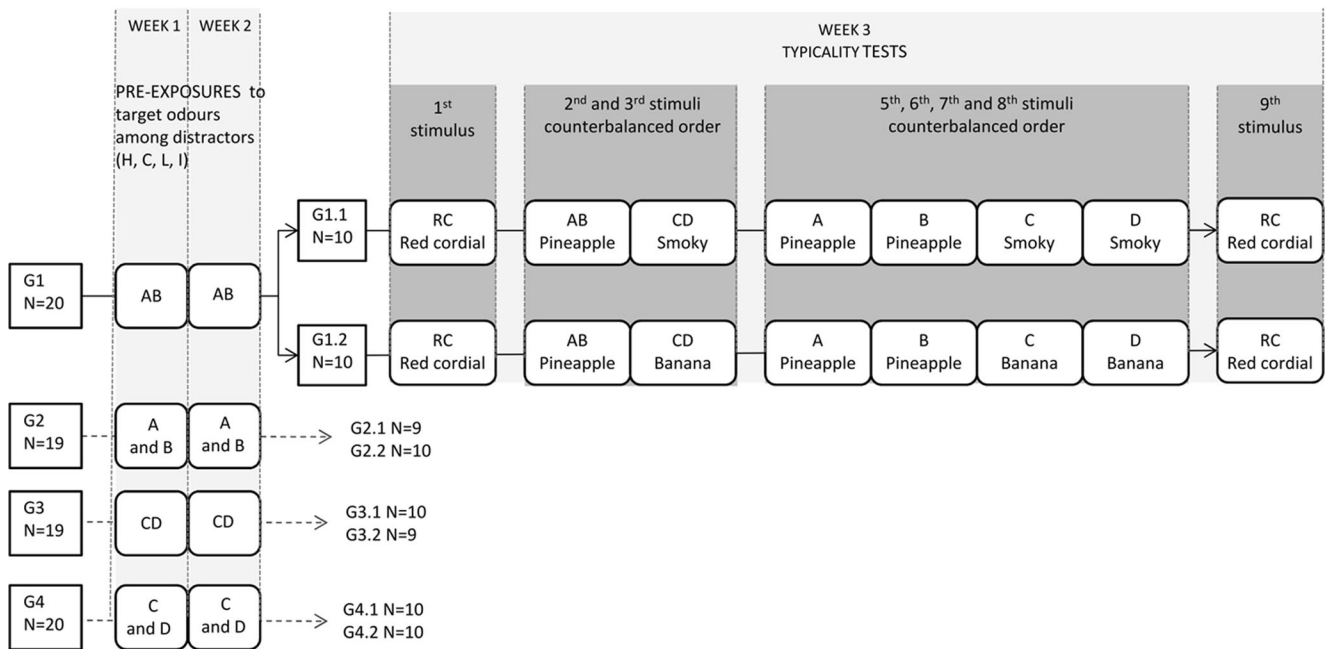 WEEK 1
WEEK 2
WEEK 3
TYPICALITY TESTS
PRE-EXPOSURES to
target odours
among distractors
(H, C, L, I)
1st
stimulus
2nd and 3rd stimuli
counterbalanced order
5th, 6th, 7th and 8th stimuli
counterbalanced order
9th
stimulus
G1
N=20
AB
AB
G1.1
N=10
RC
Red cordial
AB
Pineapple
CD
Smoky
A
Pineapple
B
Pineapple
C
Smoky
D
Smoky
RC
Red cordial
G1.2
N=10
RC
Red cordial
AB
Pineapple
CD
Banana
A
Pineapple
B
Pineapple
C
Banana
D
Banana
RC
Red cordial
G2
N=19
A
and B
A
and B
G2.1 N=9
G2.2 N=10
G3
N=19
CD
CD
G3.1 N=10
G3.2 N=9
G4
N=20
C
and D
C
and D
G4.1 N=10
G4.2 N=10